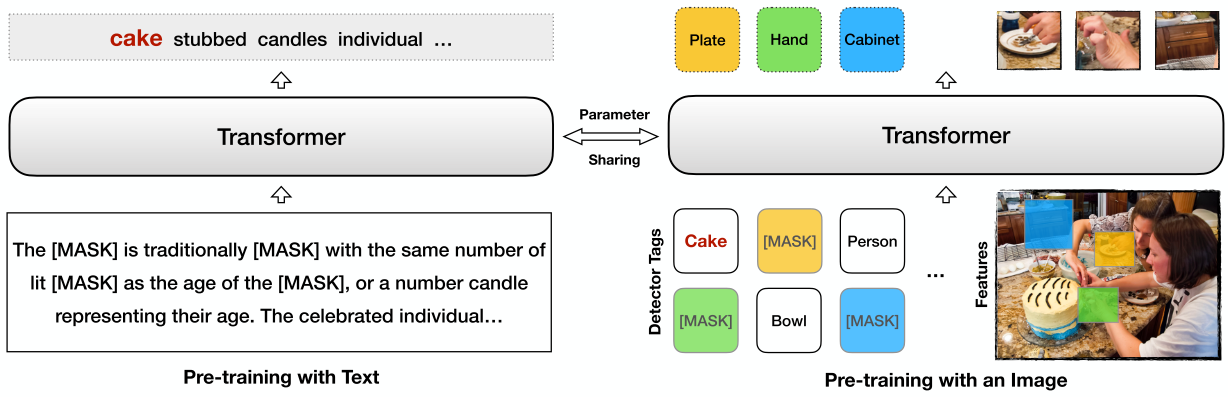 cake stubbed candles individual ...
Transformer
The [MASK] is traditionally [MASK] with the same number of
lit [MASK] as the age of the [MASK], or a number candle
representing their age. The celebrated individual...
Pre-training with Text
Parameter
Sharing
Plate
Hand
Cabinet
Transformer
Detector Tags
Cake
[MASK]
Person
[MASK]
Bowl
[MASK]
...
Features
Pre-training with an Image